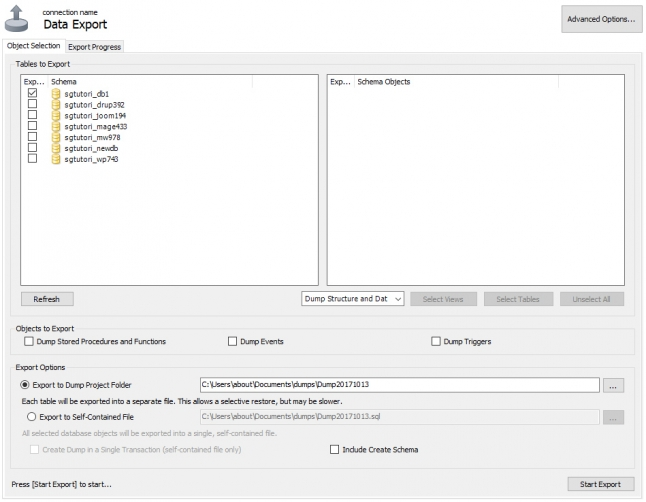 connection name
Data Export
Advanced Options...
Object Selection
Export Progress
Tables to Export
Exp... Schema
Exp... Schema Objects
sgtutori_db1
sgtutori_drup392
sgtutori_joom194
sgtutori_mage433
sgtutori_mw978
sgtutori_newdb
sgtutori_wp743
Refresh
Dump Structure and Dat
Select Views
Select Tables
Unselect All
Objects to Export
Dump Stored Procedures and Functions
Dump Events
Dump Triggers
Export Options
Export to Dump Project Folder
C:\Users\about\Documents\dumps\Dump20171013
...
Each table will be exported into a separate file. This allows a selective restore, but may be slower.
Export to Self-Contained File
C:\Users\about\Documents\dumps\Dump20171013.sql
...
All selected database objects will be exported into a single, self-contained file.
Create Dump in a Single Transaction (self-contained file only)
Include Create Schema
Press [Start Export] to start...
Start Export